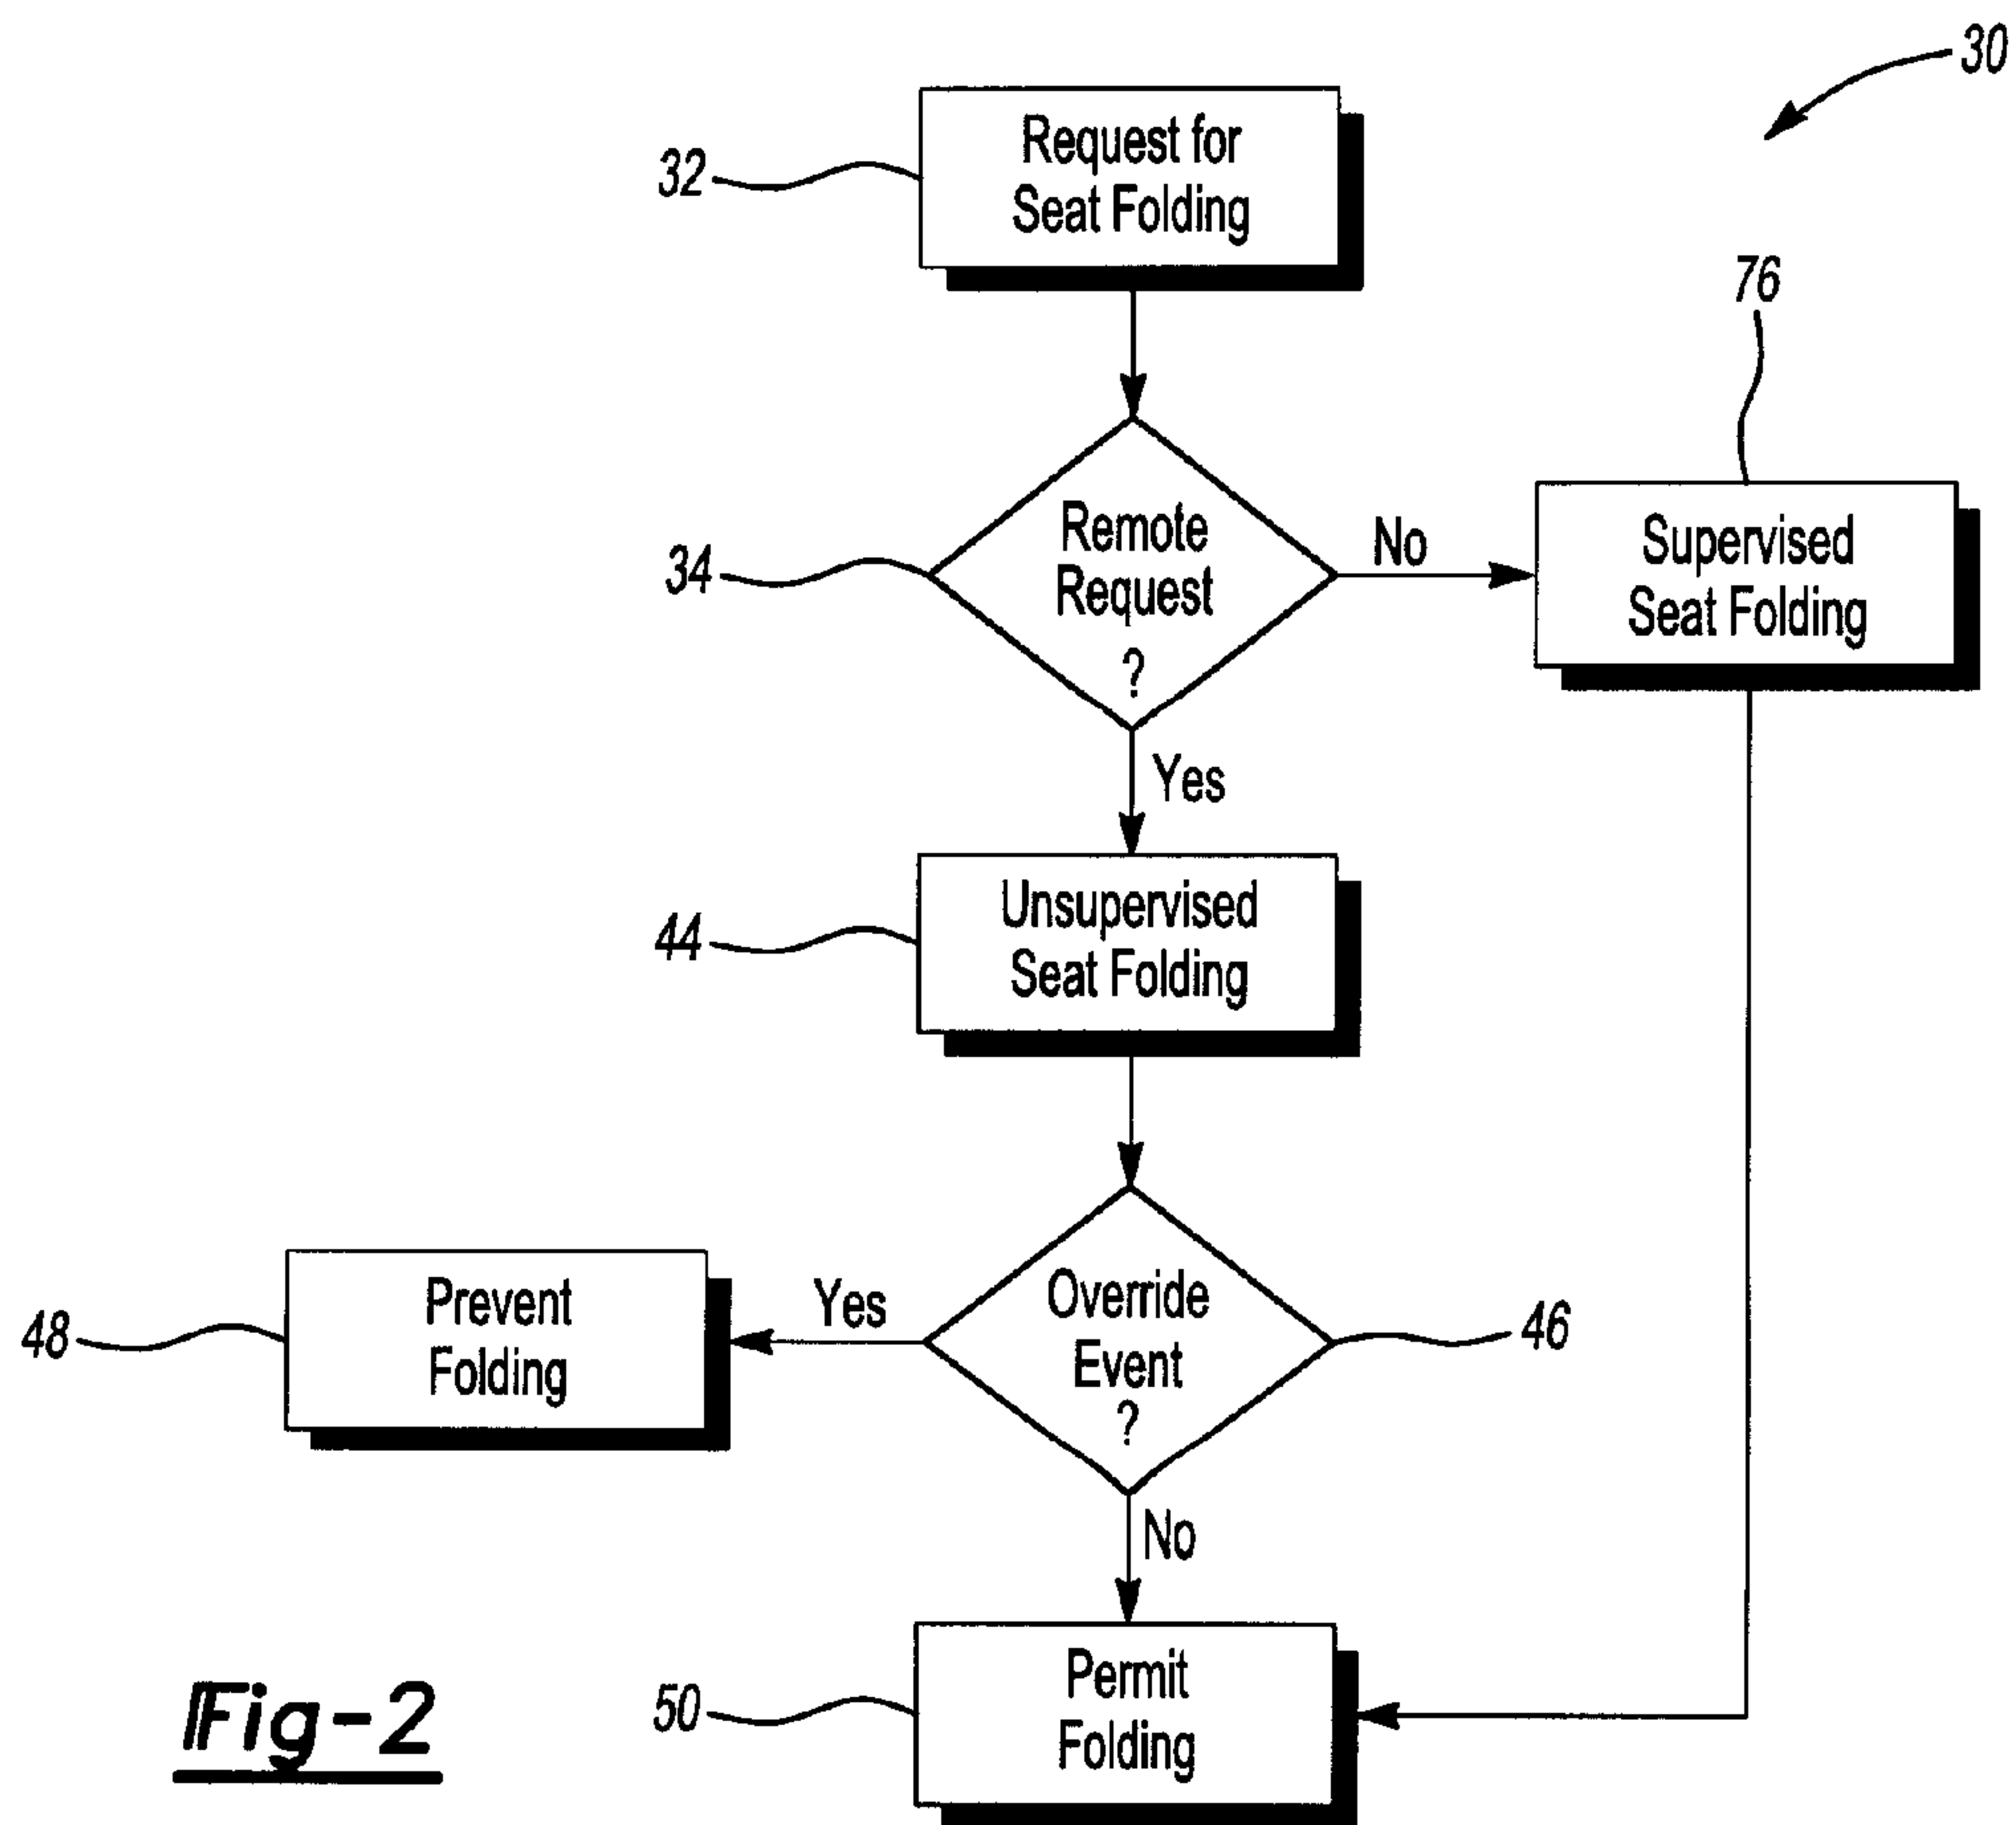 30
32
Request for
Seat Folding
76
34
Remote
Request
?
No
Supervised
Seat Folding
Yes
44
Unsupervised
Seat Folding
48
Prevent
Folding
Yes
Override
Event
?
46
No
50
Permit
Folding
Fig-2